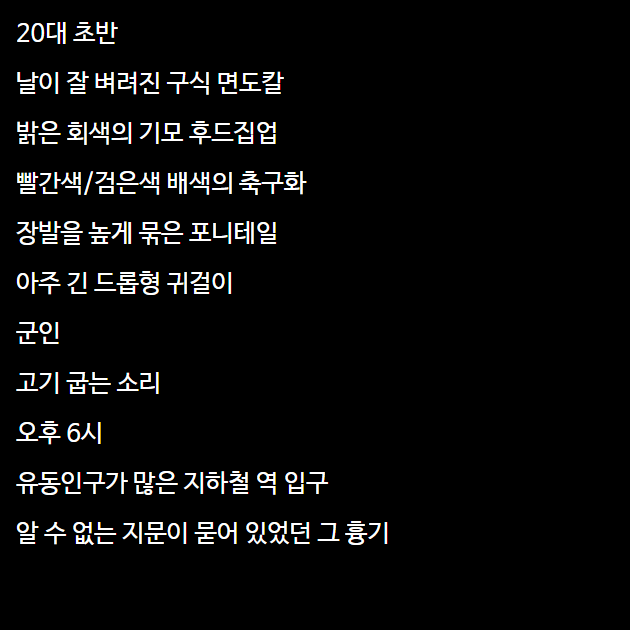 20대 초반
날이 잘 벼려진 구식 면도칼
밝은 회색의 기모 후드집업
빨간색/검은색 배색의 축구화
장발을 높게 묶은 포니테일
아주 긴 드롭형 귀걸이
군인
고기 굽는 소리
오후 6시
유동인구가 많은 지하철 역 입구
알 수 없는 지문이 묻어 있었던 그 흉기